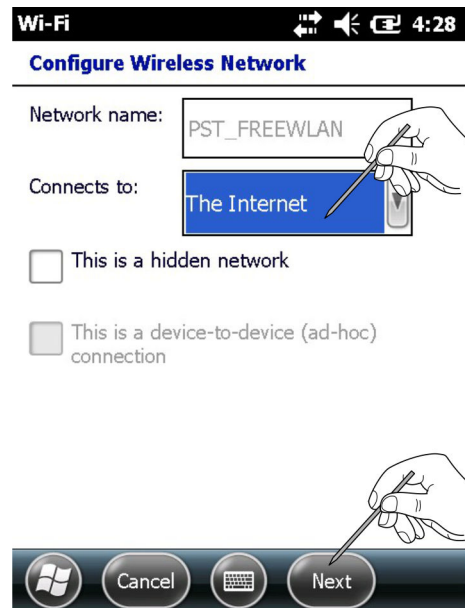 Wi-Fi 4:28
Configure Wireless Network
Network name: PST_FREEWLAN
Connects to: The Internet
This is a hidden network
This is a device-to-device (ad-hoc)
connection
Cancel Next